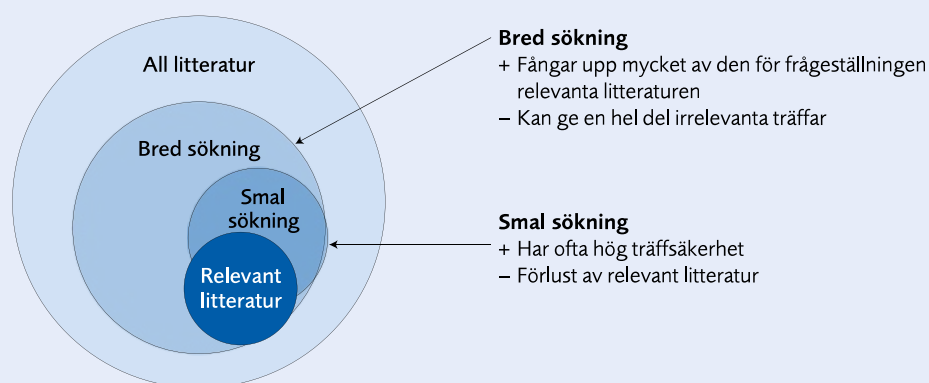 All litteratur
Bred sökning
Smal
sökning
Relevant
litteratur
Bred sökning
+ Fångar upp mycket av den för frågeställningen
relevanta litteraturen
– Kan ge en hel del irrelevanta träffar
Smal sökning
+ Har ofta hög träffsäkerhet
– Förlust av relevant litteratur